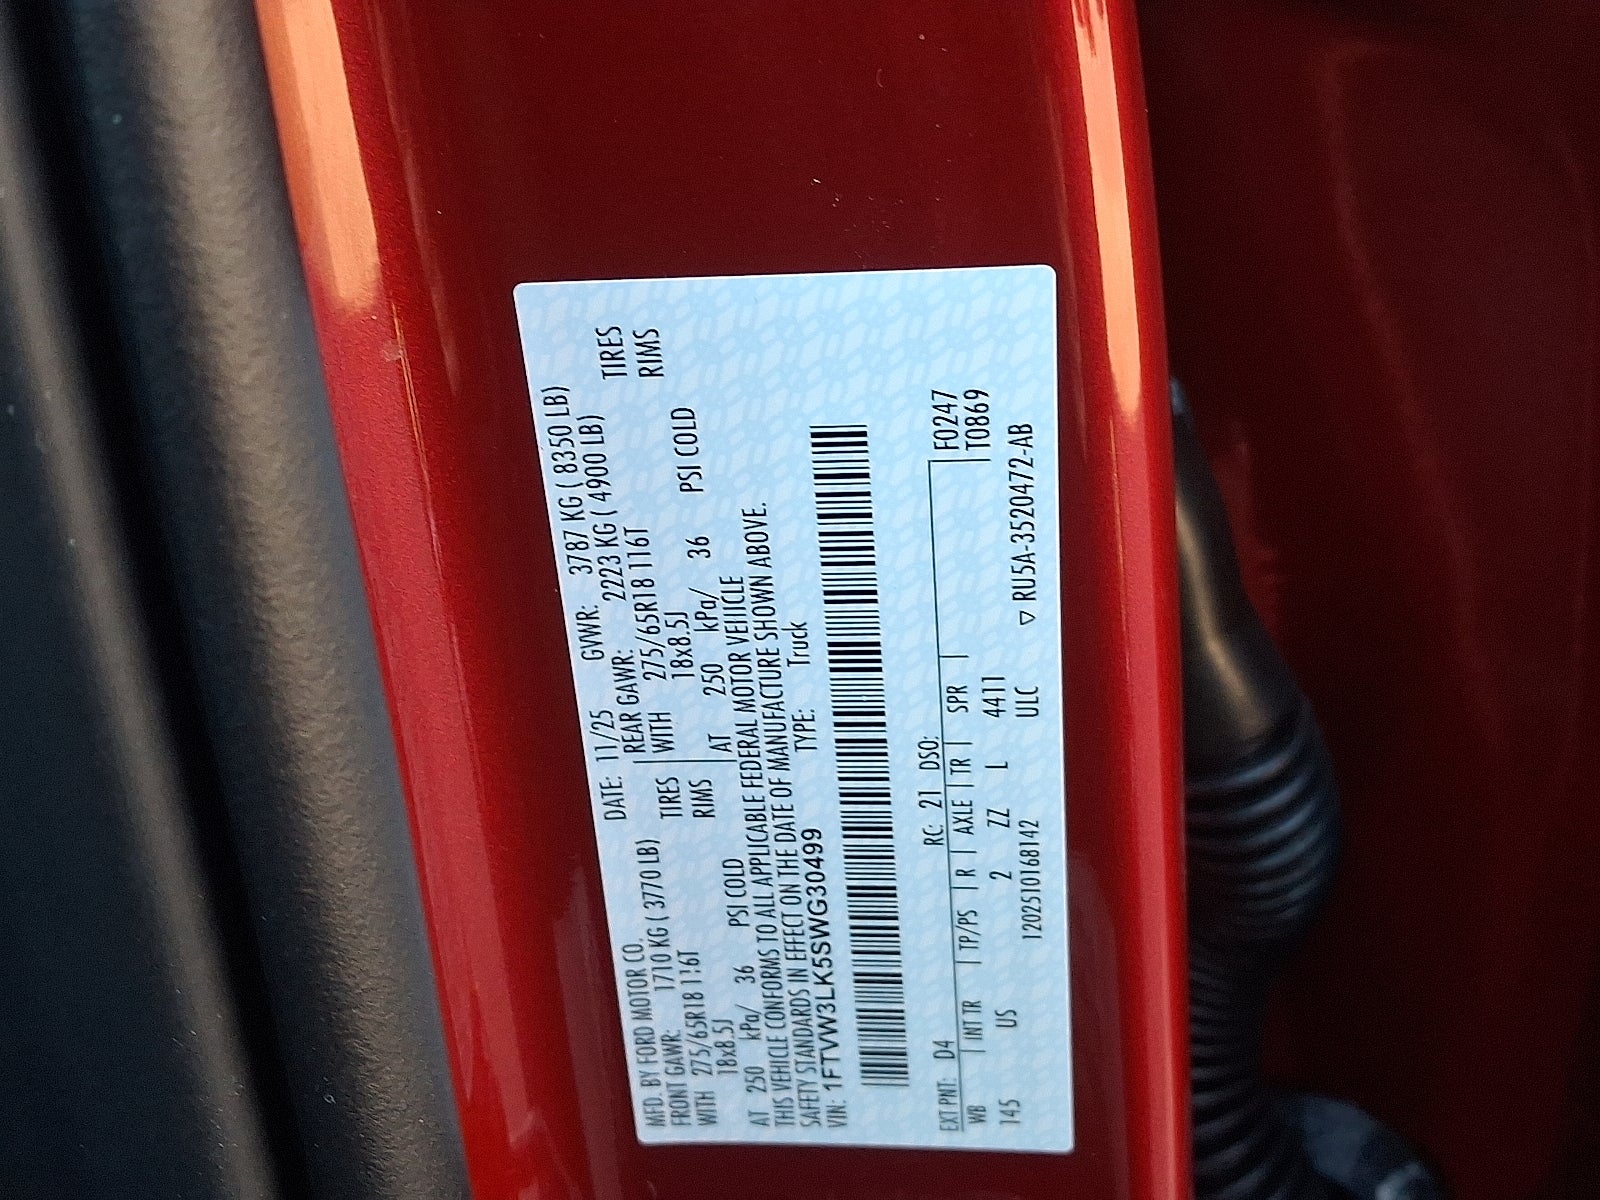 MFD. BY FORD MOTOR CO. DATE: 11/25 GVWR: 3787 KG ( 8350 LB)
FRONT GAWR: 1710 KG ( 3770 LB) REAR GAWR: 2223 KG ( 4900 LB)
WITH 275/65R18 116T TIRES WITH 275/65R18 116T TIRES
18x8.5J RIMS 18x8.5J RIMS
AT 250 kPa/ 36 PSI COLD AT 250 kPa/ 36 PSI COLD
THIS VEHICLE CONFORMS TO ALL APPLICABLE FEDERAL MOTOR VEHICLE
SAFETY STANDARDS IN EFFECT ON THE DATE OF MANUFACTURE SHOWN ABOVE.
VIN: 1FTVW3LK5SWG30499 TYPE: Truck
EXT PNT: D4 RC: 21 DSO: F0247
WB INT TR TP/PS R AXLE TR SPR T0869
145 US 2 ZZ L 4411
12025101681​42 ULC ▽ RU5A-3520472-AB